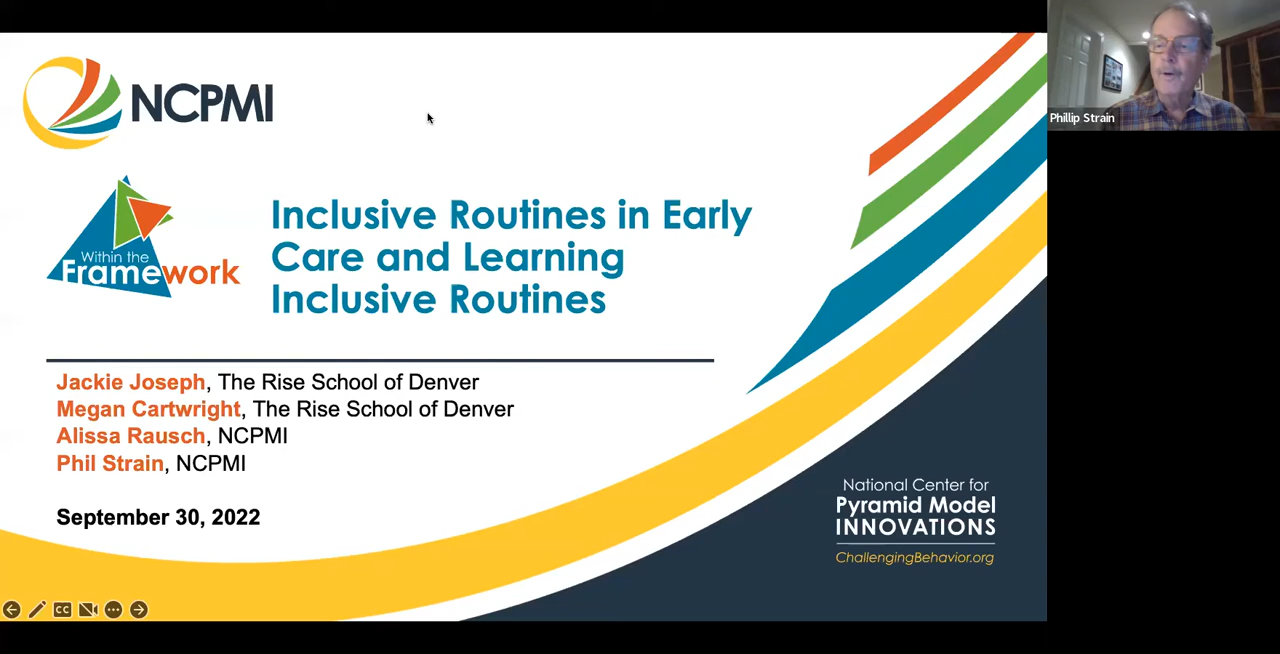 NCPMI
Phillip Strain
Within the
Framework
Inclusive Routines in Early
Care and Learning
Inclusive Routines
Jackie Joseph, The Rise School of Denver
Megan Cartwright, The Rise School of Denver
Alissa Rausch, NCPMI
Phil Strain, NCPMI
September 30, 2022
National Center for
Pyramid Model
INNOVATIONS
ChallengingBehavior.org
CC